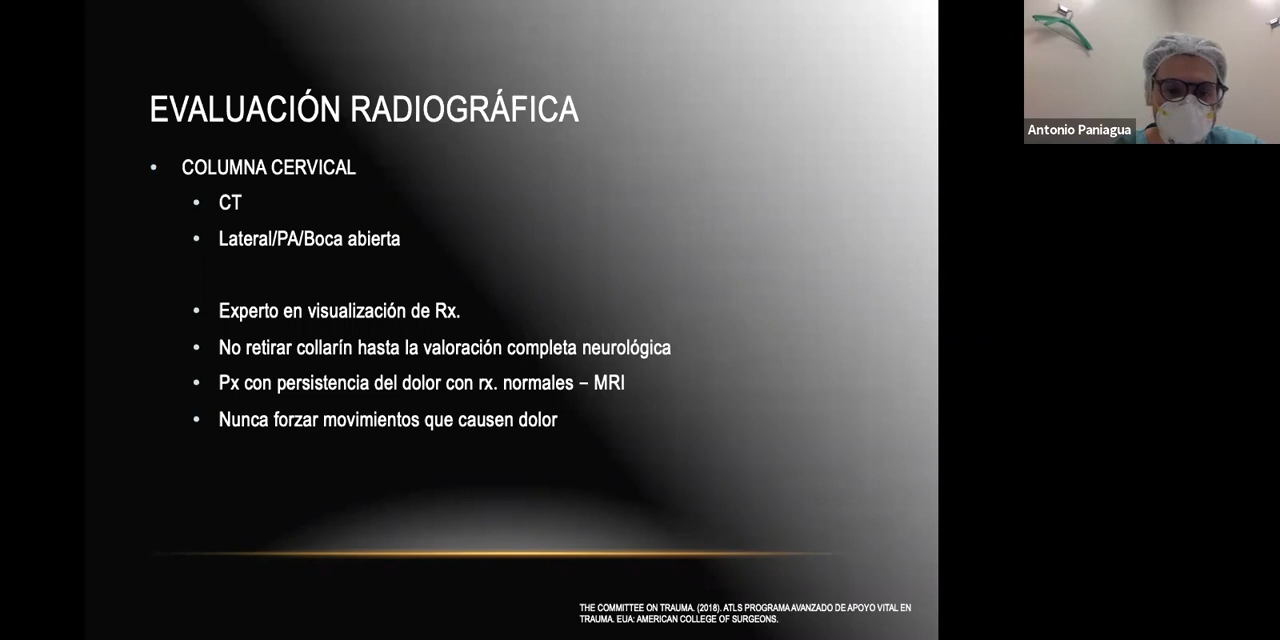 EVALUACIÓN RADIOGRÁFICA
• COLUMNA CERVICAL
• CT
• Lateral/PA/Boca abierta
• Experto en visualización de Rx.
• No retirar collarín hasta la valoración completa neurológica
• Px con persistencia del dolor con rx. normales – MRI
• Nunca forzar movimientos que causen dolor
THE COMMITTEE ON TRAUMA. (2018). ATLS PROGRAMA AVANZADO DE APOYO VITAL EN
TRAUMA. EUA: AMERICAN COLLEGE OF SURGEONS.
Antonio Paniagua